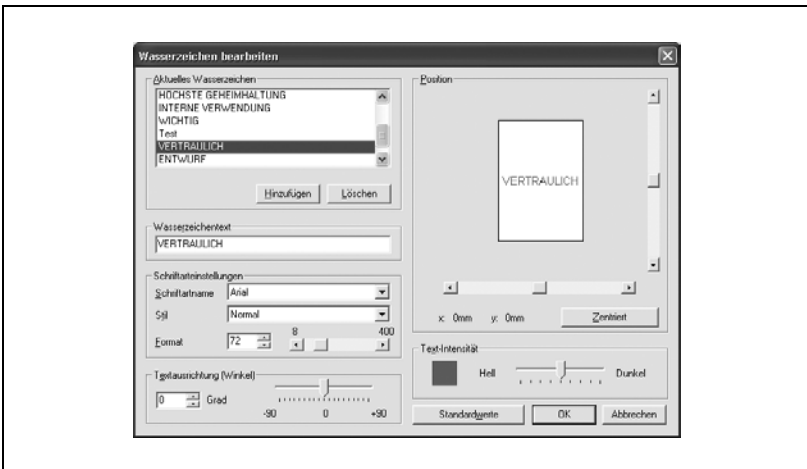 Wasserzeichen bearbeiten
Aktuelles Wasserzeichen
HÖCHSTE GEHEIMHALTUNG
INTERNE VERWENDUNG
WICHTIG
Test
VERTRAULICH
ENTWURF
Hinzufügen Löschen
Wasserzeichentext
VERTRAULICH
Schriftarteinstellungen
Schriftartname Arial
Stil Normal
Format 72 8 400
Textausrichtung (Winkel)
0 Grad
-90 0 +90
Position
VERTRAULICH
x: 0mm y: 0mm Zentriert
Text-Intensität
Hell Dunkel
Standardwerte OK Abbrechen